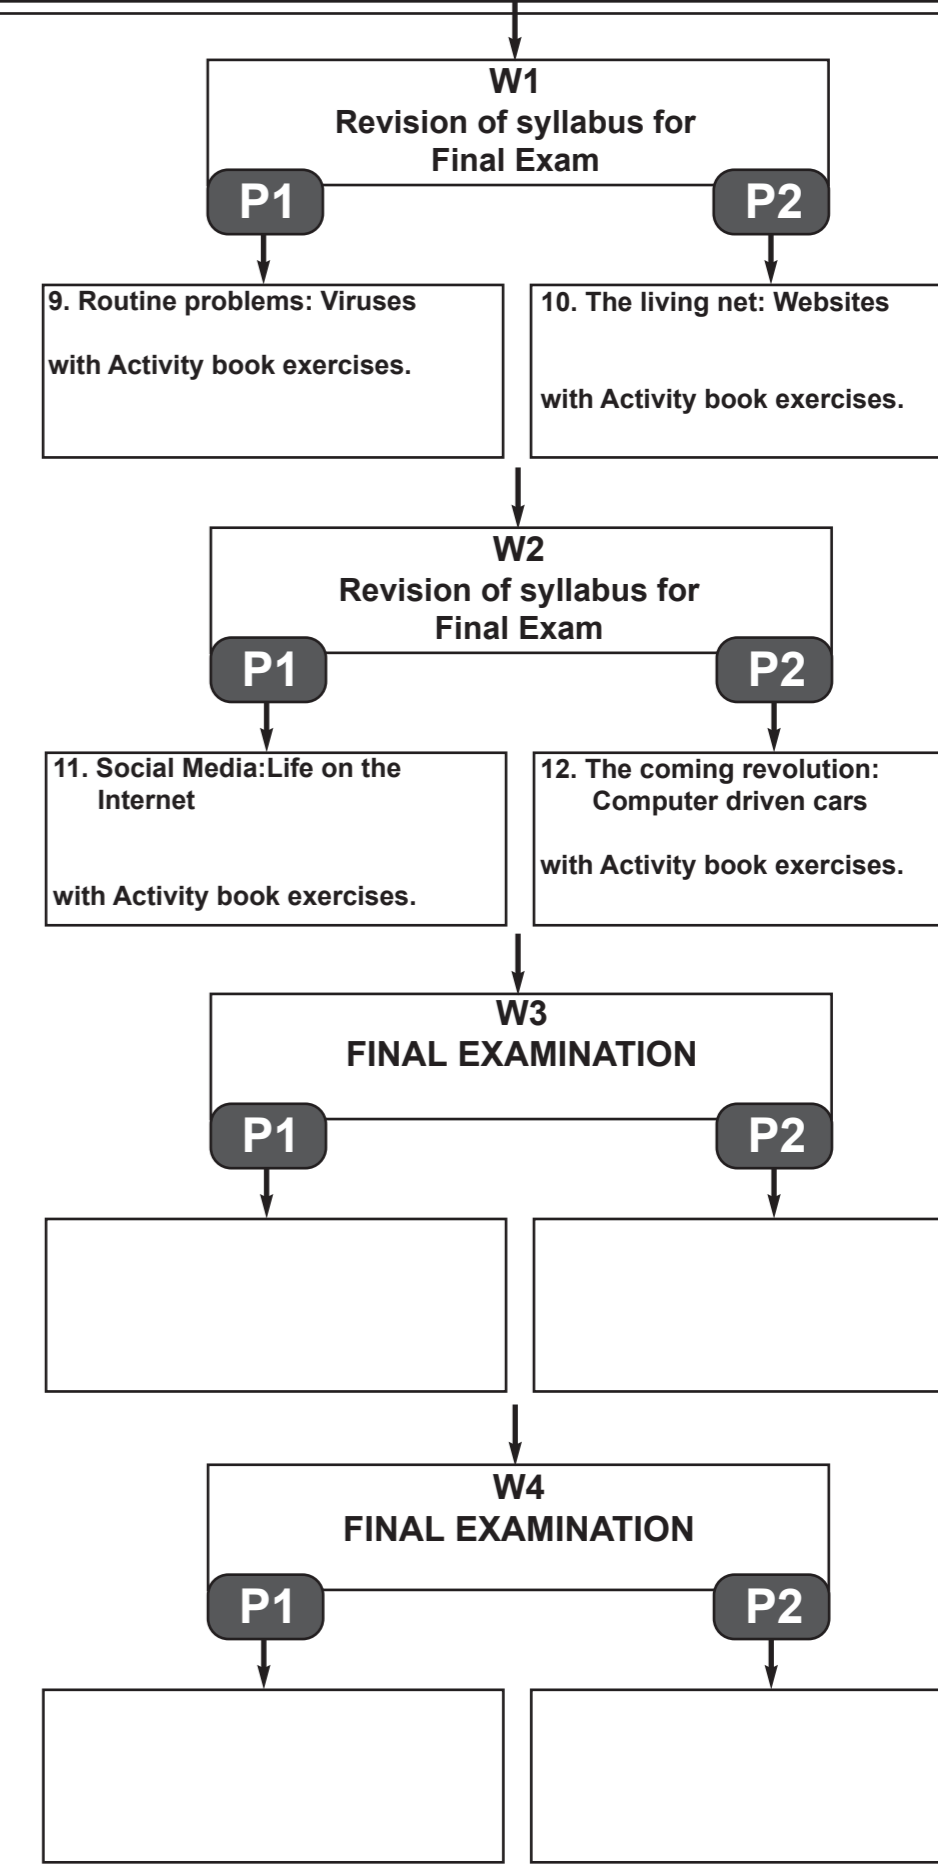 W1
Revision of syllabus for
Final Exam
P1
P2
9. Routine problems: Viruses
with Activity book exercises.
10. The living net: Websites
with Activity book exercises.
W2
Revision of syllabus for
Final Exam
P1
P2
11. Social Media:Life on the
Internet
with Activity book exercises.
12. The coming revolution:
Computer driven cars
with Activity book exercises.
W3
FINAL EXAMINATION
P1
P2
W4
FINAL EXAMINATION
P1
P2